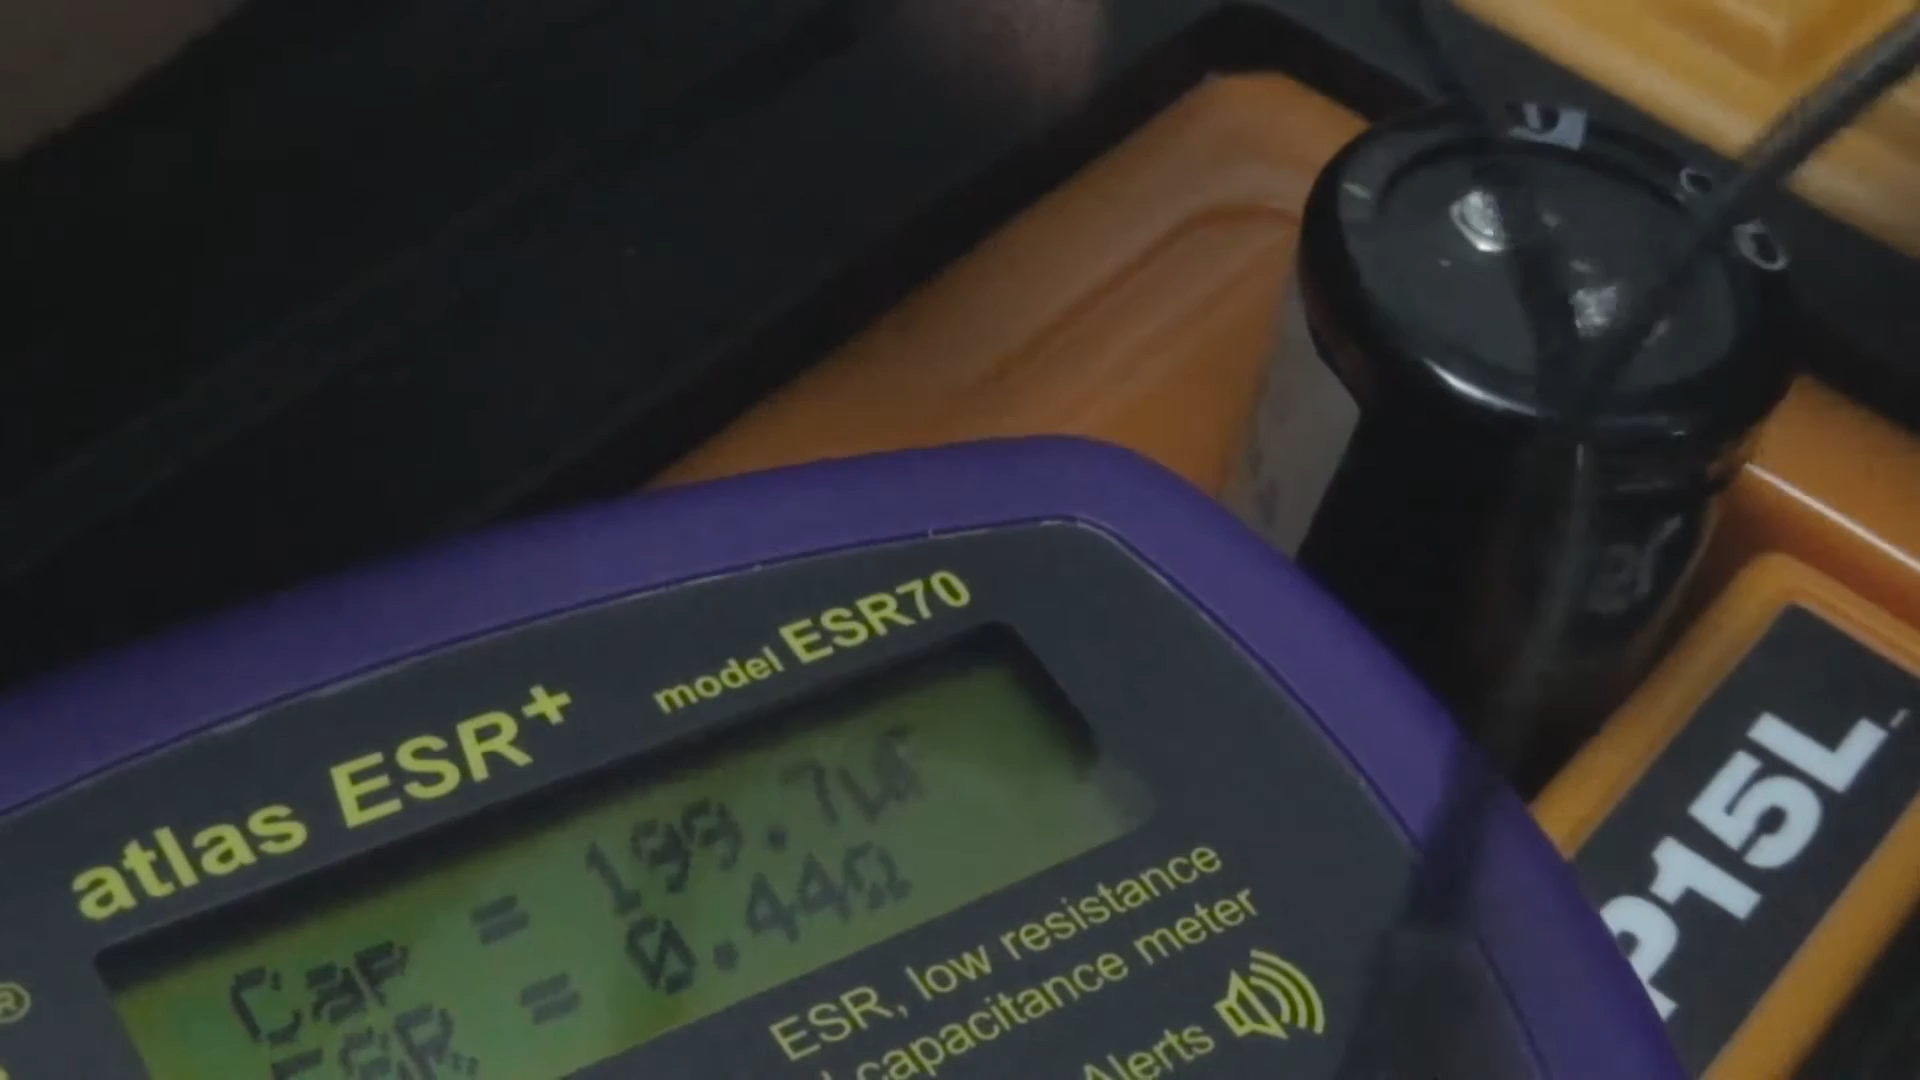 atlas ESR+ model ESR70
Cap = 199.7uF
ESR = 0.44Ω
ESR, low resistance
capacitance meter
Alerts
P15L
®